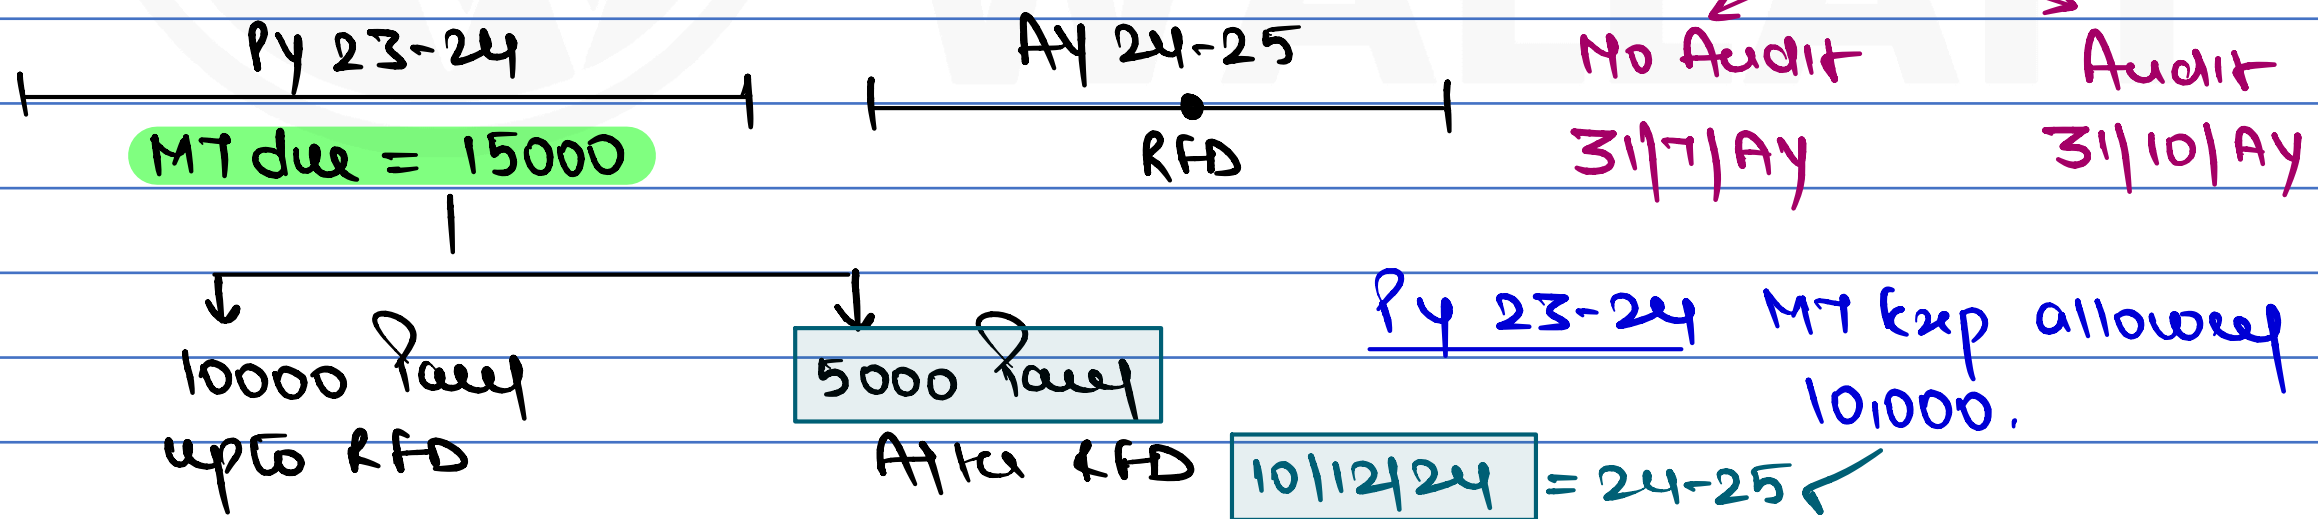 Py 23-24 AY 24-25 No Audit Audit
MT due = 15000 RFD 31/7/AY 31/10/AY
Py 23-24 MT Exp allowed
10000 Paid 5000 Paid 10,000.
upto RFD After RFD 10/12/24 = 24-25 ✓